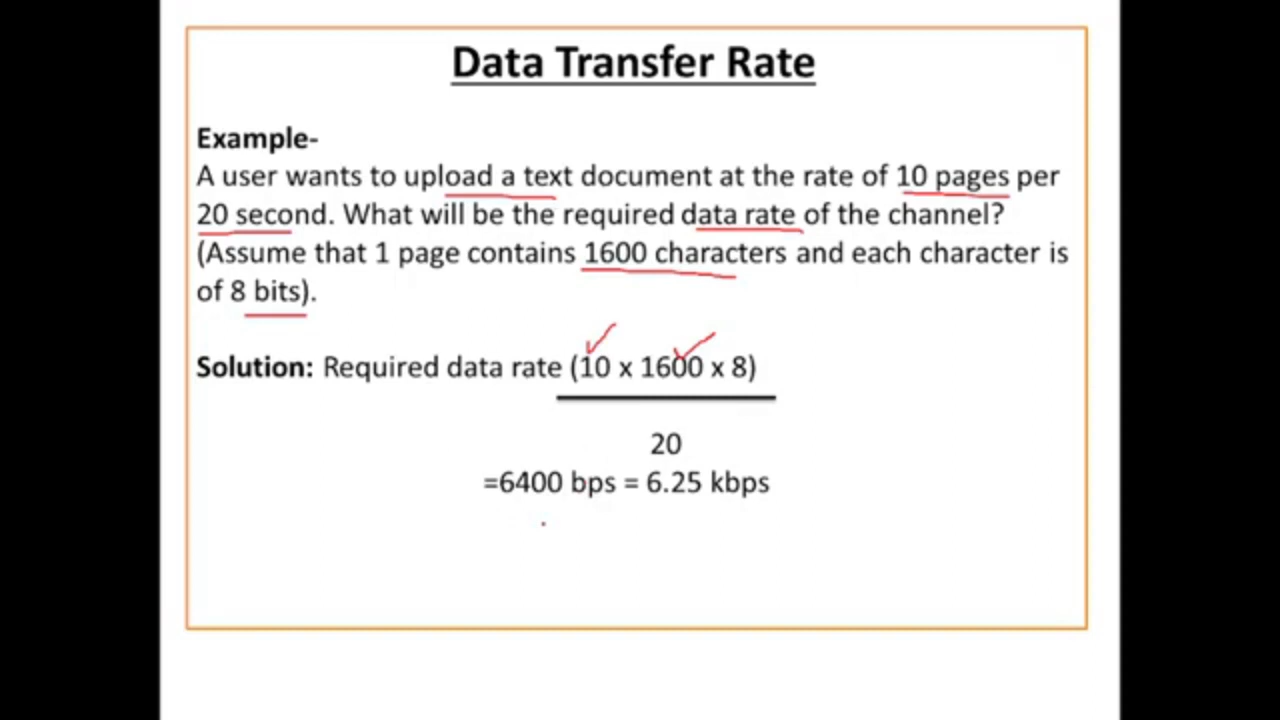 Data Transfer Rate
Example-
A user wants to upload a text document at the rate of 10 pages per
20 second. What will be the required data rate of the channel?
(Assume that 1 page contains 1600 characters and each character is
of 8 bits).
Solution: Required data rate (10 x 1600 x 8)
20
=6400 bps = 6.25 kbps